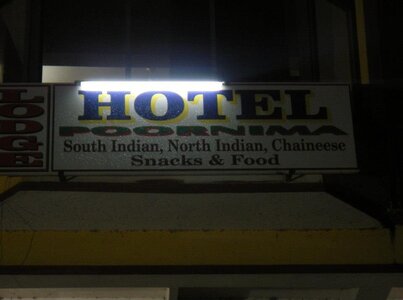 LODGE
HOTEL
POORNIMA
South Indian, North Indian, Chaineese
Snacks & Food